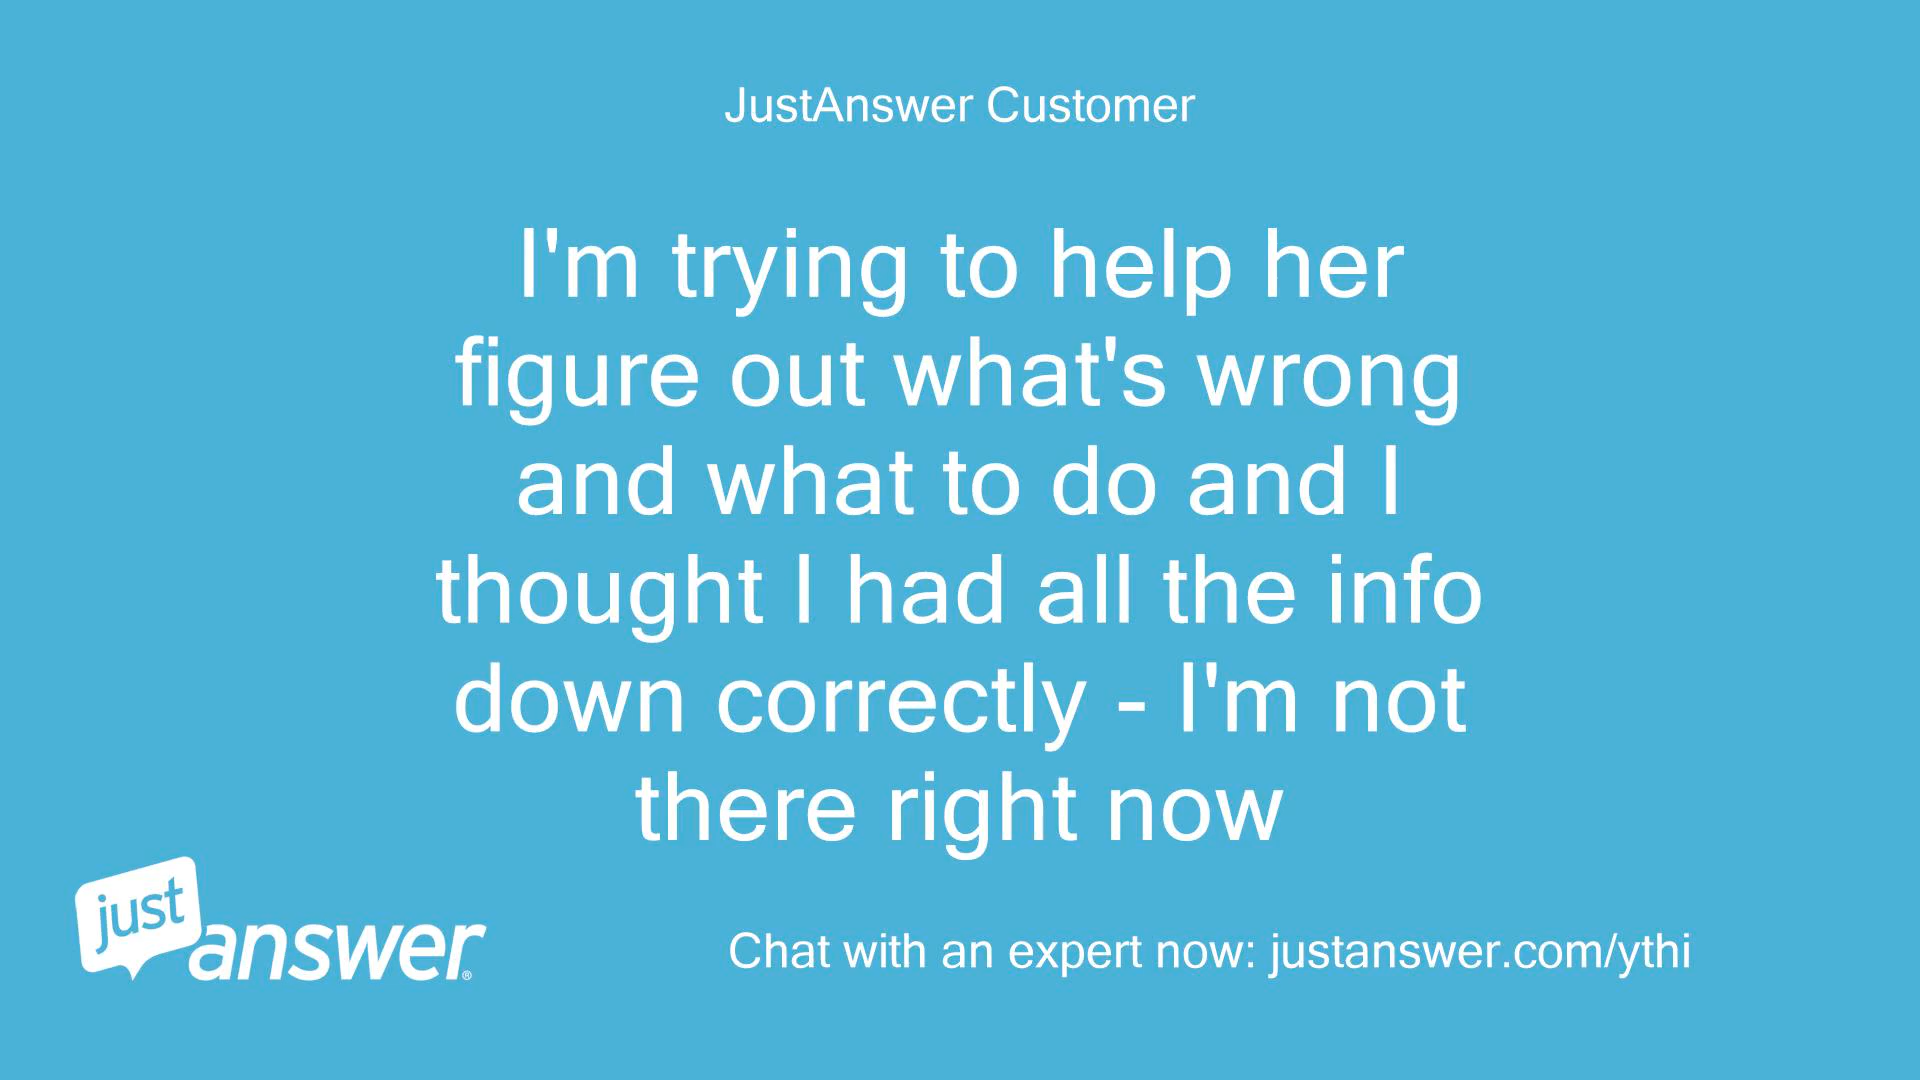 JustAnswer Customer
I'm trying to help her
figure out what's wrong
and what to do and I
thought I had all the info
down correctly - I'm not
there right now
just
answer®
Chat with an expert now: justanswer.com/ythi